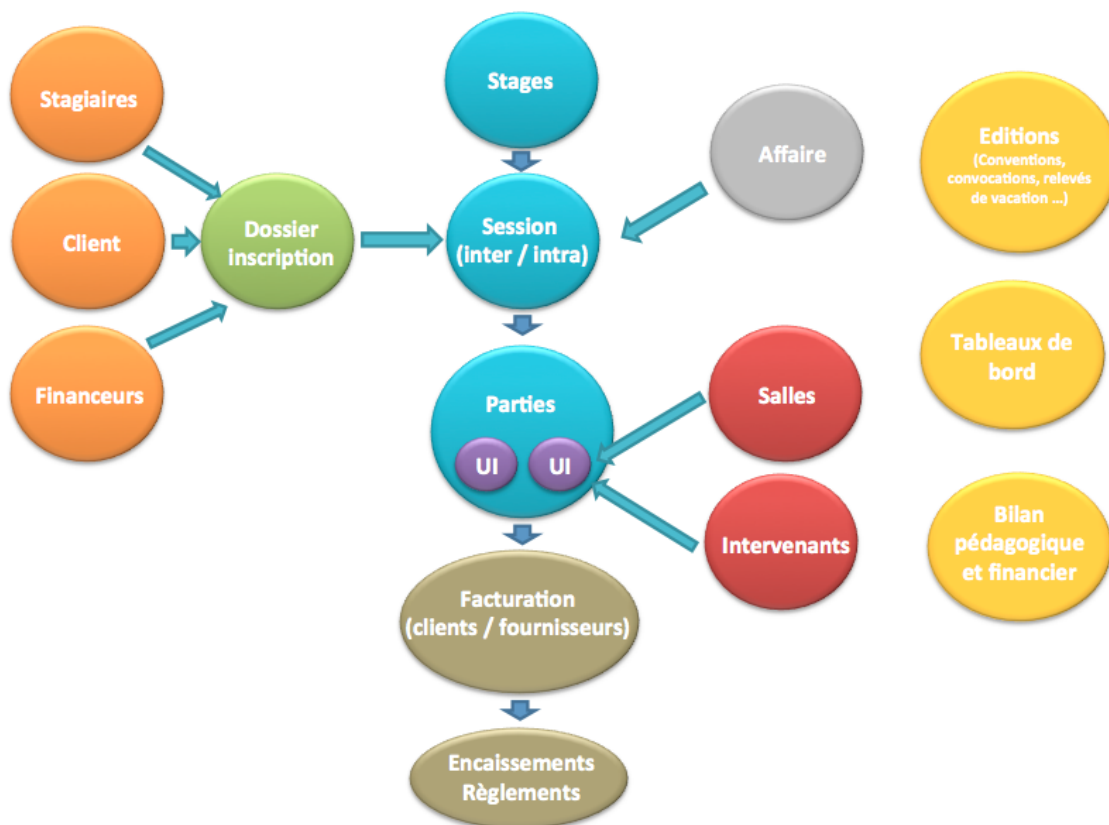 Stagiaires
Client
Financeurs
Dossier
inscription
Stages
Session
(inter / intra)
Parties
UI
UI
Facturation
(clients / fournisseurs)
Encaissements
Règlements
Affaire
Salles
Intervenants
Editions
(Conventions,
convocations, relevés
de vacation ...)
Tableaux de
bord
Bilan
pédagogique
et financier